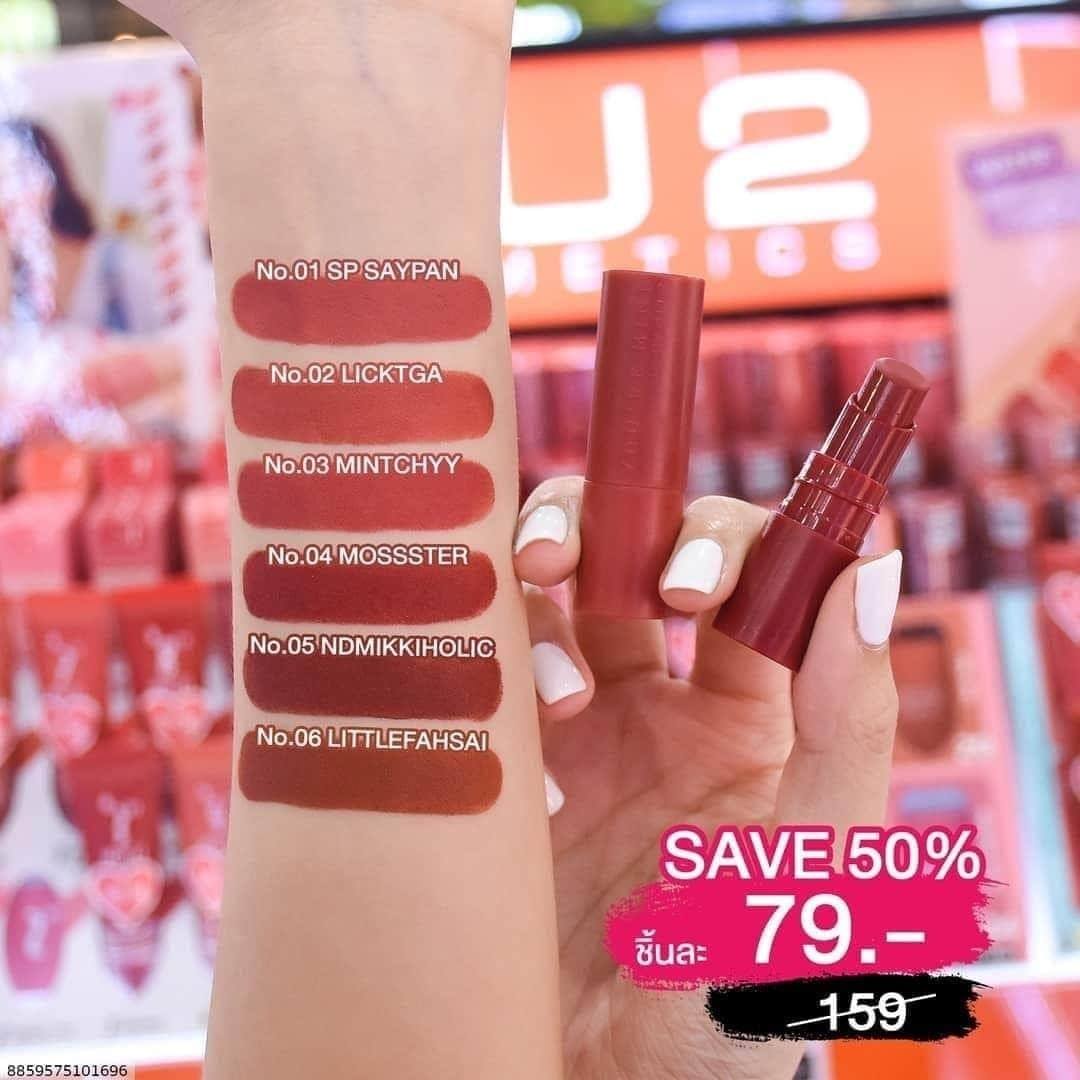 U2
METICS
No.01 SP SAYPAN
No.02 LICKTGA
No.03 MINTCHYY
No.04 MOSSSTER
No.05 NDMIKKIHOLIC
No.06 LITTLEFAHSAI
SAVE 50%
ชิ้นละ 79.-
159
8859575101696